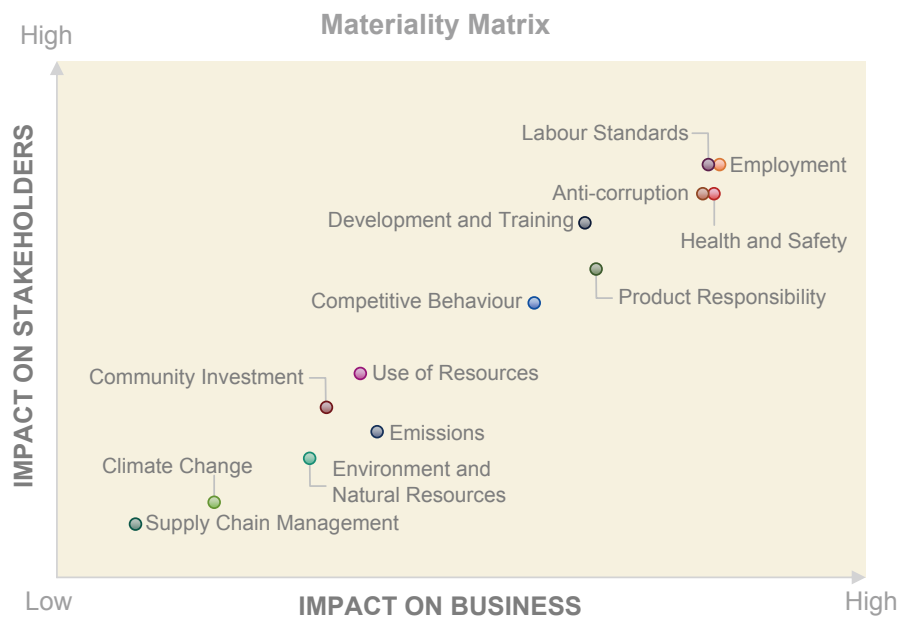 Materiality Matrix
High
IMPACT ON STAKEHOLDERS
Labour Standards
Employment
Anti-corruption
Health and Safety
Development and Training
Product Responsibility
Competitive Behaviour
Use of Resources
Community Investment
Emissions
Climate Change
Environment and
Natural Resources
Supply Chain Management
Low
IMPACT ON BUSINESS
High